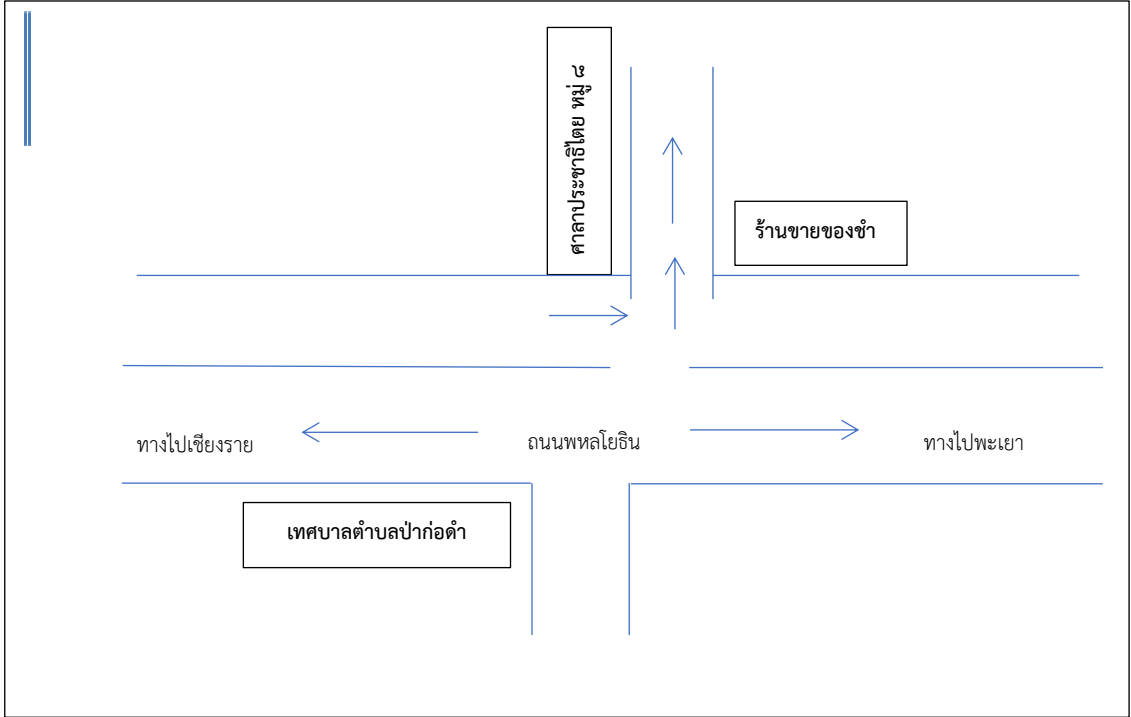 ศาลาประชาธิไตย หมู่ ๘
ร้านขายของชำ
ทางไปเชียงราย
ถนนพหลโยธิน
ทางไปพะเยา
เทศบาลตำบลป่าก่อดำ